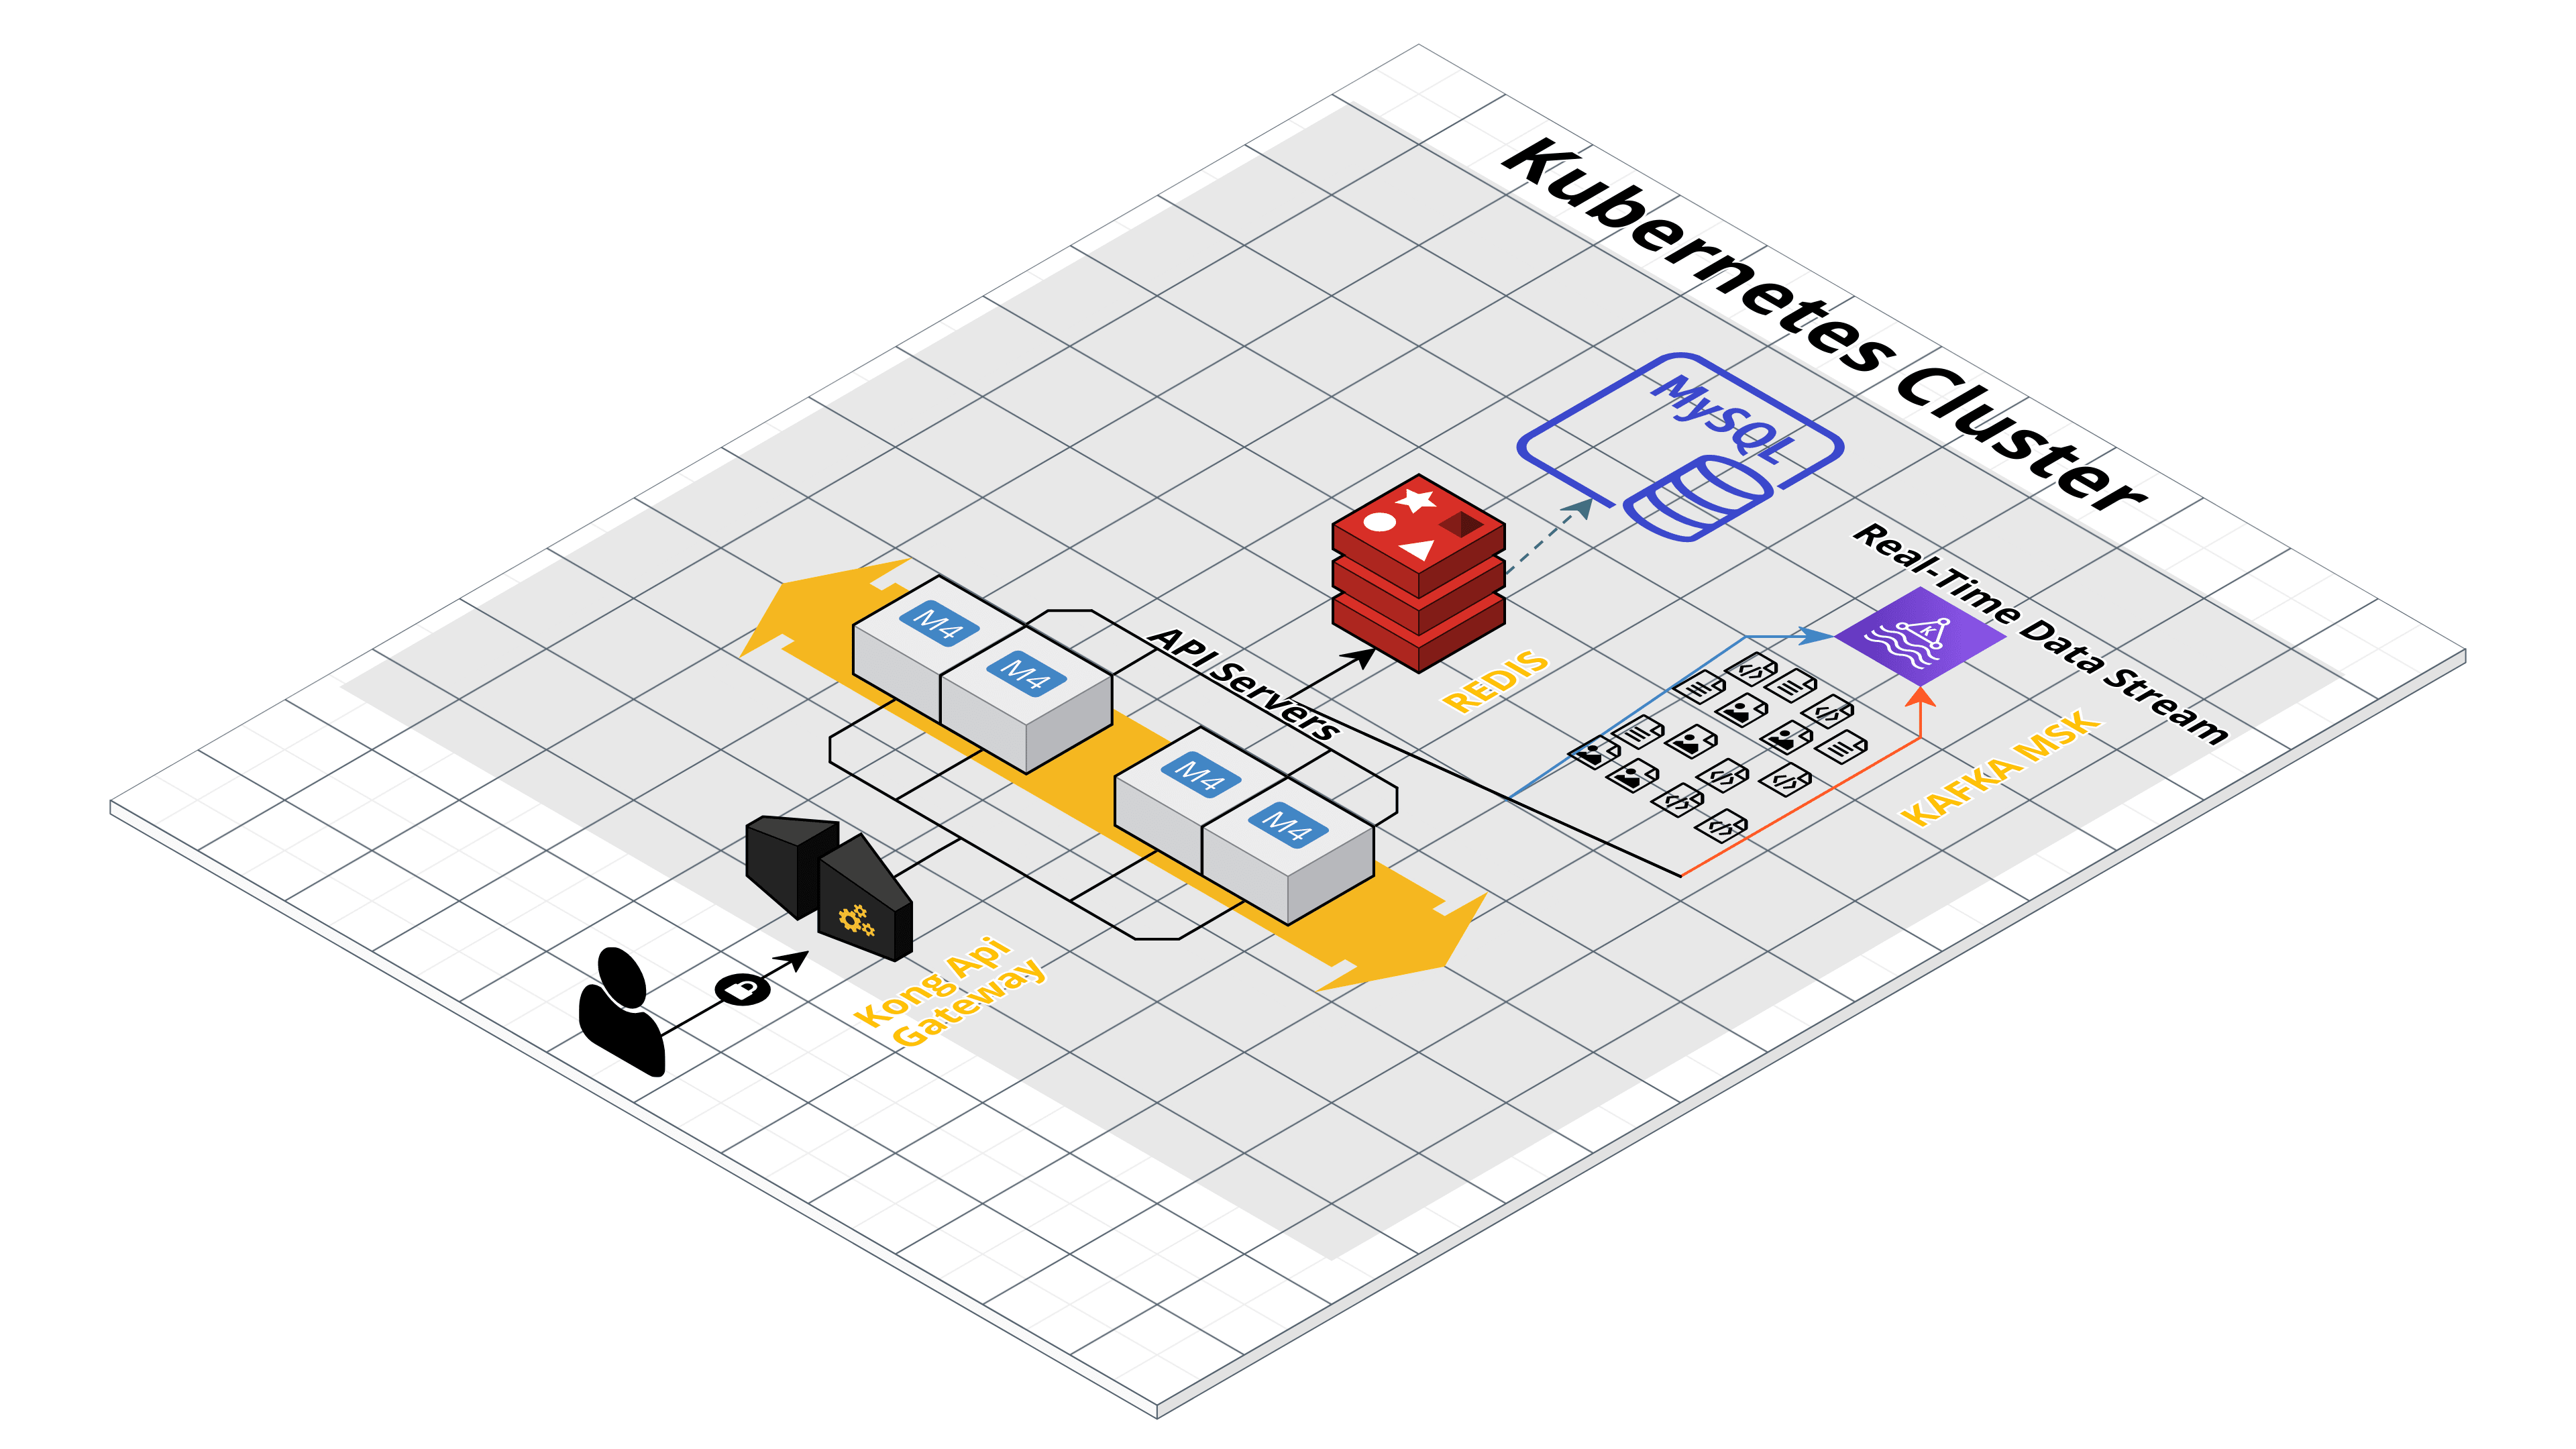 Kubernetes Cluster
MySQL
Real-Time Data Stream
K
M4
M4
API Servers
REDIS
KAFKA MSK
M4
M4
Kong Api
Gateway